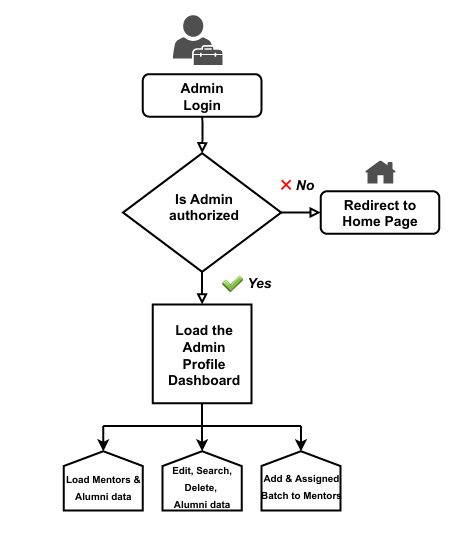 Admin
Login
Is Admin
authorized
No
Redirect to
Home Page
Yes
Load the
Admin
Profile
Dashboard
Load Mentors &
Alumni data
Edit, Search,
Delete,
Alumni data
Add & Assigned
Batch to Mentors